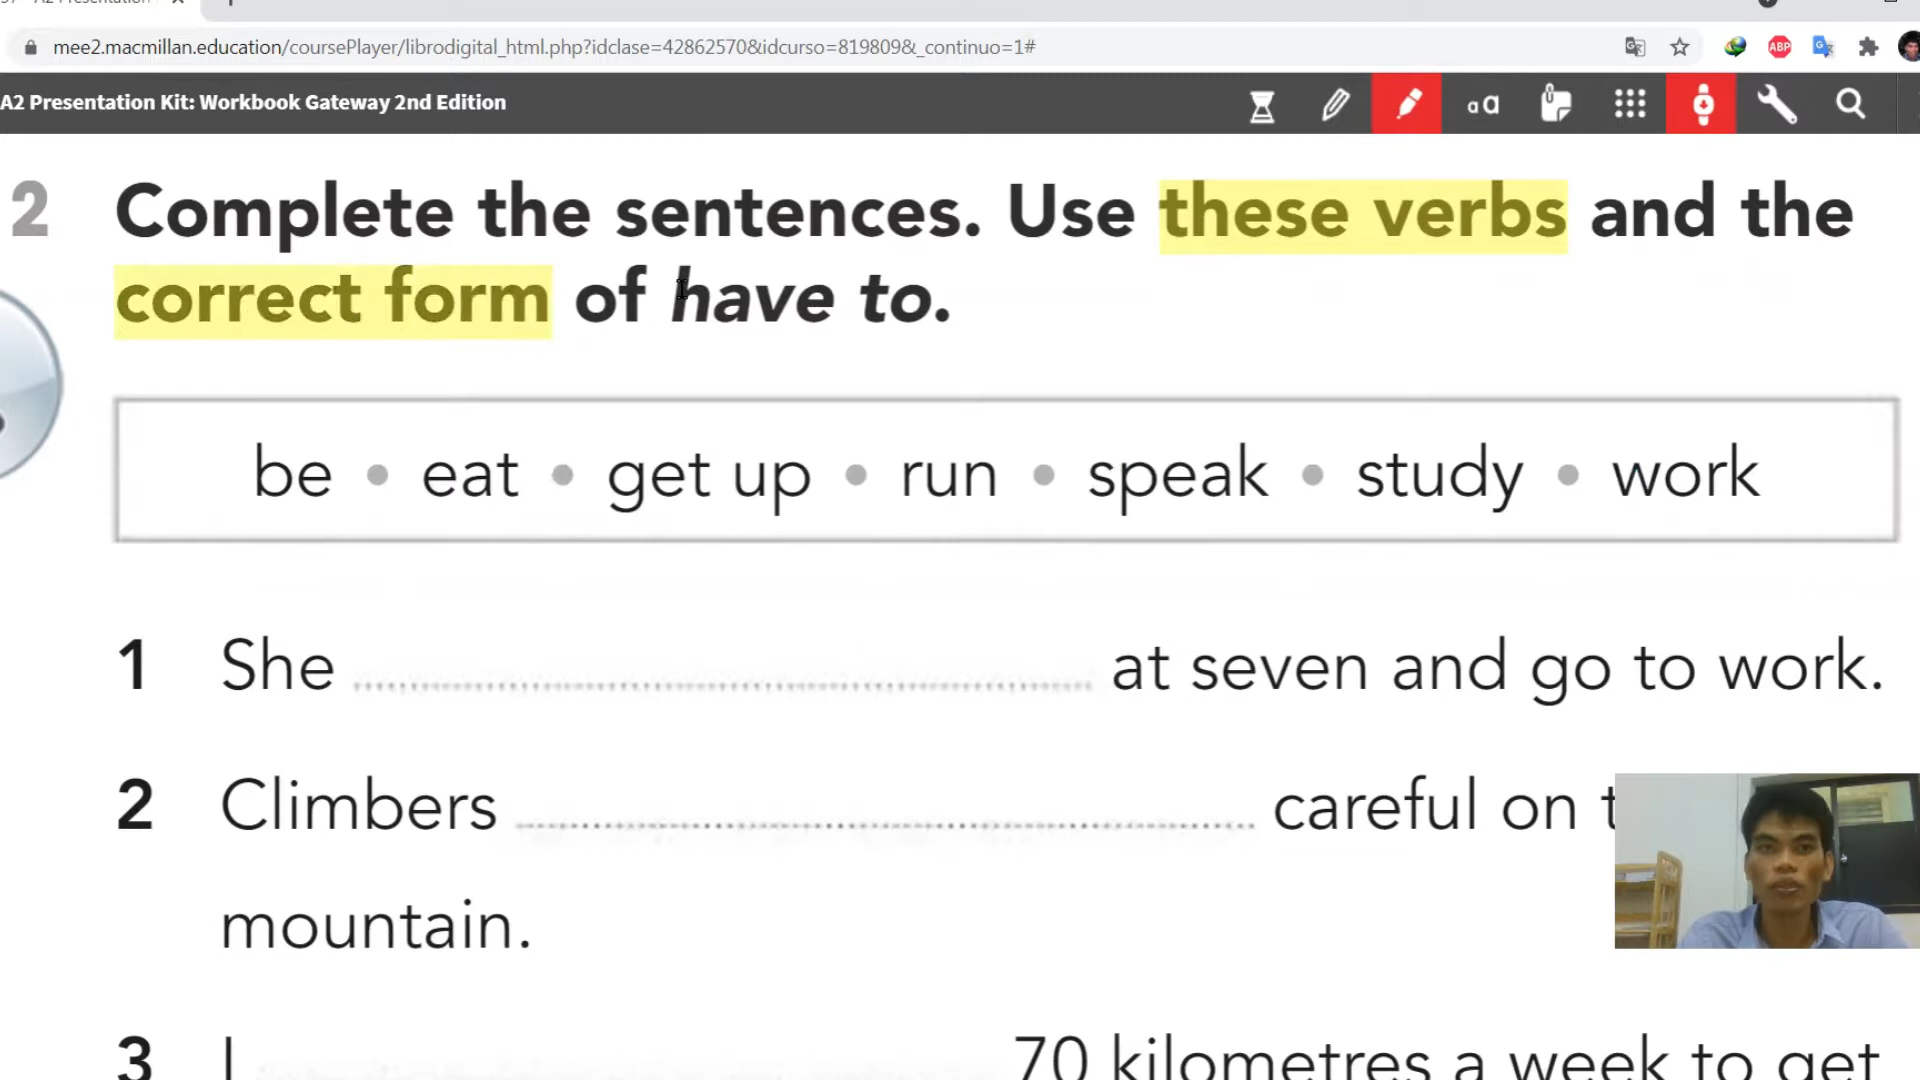 A2 Presentation
mee2.macmillan.education/coursePlayer/librodigital_html.php?idclase=42862570&idcurso=819809&_continuo=1#
ABP
A2 Presentation Kit: Workbook Gateway 2nd Edition
aa
2 Complete the sentences. Use these verbs and the
correct form of have to.
be • eat • get up • run • speak • study • work
1 She ........ at seven and go to work.
2 Climbers ........ careful on t
mountain.
3 I ........ 70 kilometres a week to get